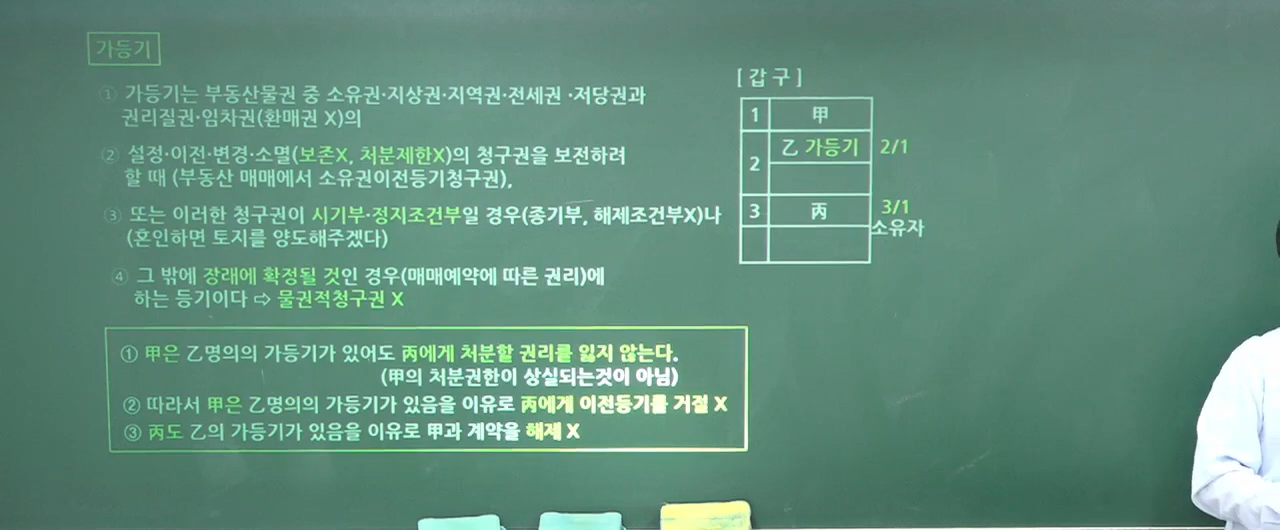 가등기
① 가등기는 부동산물권 중 소유권·지상권·지역권·전세권 ·저당권과
권리질권·임차권(환매권 X)의
② 설정·이전·변경·소멸(보존X, 처분제한X)의 청구권을 보전하려
할 때 (부동산 매매에서 소유권이전등기청구권),
③ 또는 이러한 청구권이 시기부·정지조건부일 경우(종기부, 해제조건부X)나
(혼인하면 토지를 양도해주겠다)
④ 그 밖에 장래에 확정될 것인 경우(매매예약에 따른 권리)에
하는 등기이다 ⇨ 물권적청구권 X
① 甲은 乙명의의 가등기가 있어도 丙에게 처분할 권리를 잃지 않는다.
(甲의 처분권한이 상실되는것이 아님)
② 따라서 甲은 乙명의의 가등기가 있음을 이유로 丙에게 이전등기를 거절 X
③ 丙도 乙의 가등기가 있음을 이유로 甲과 계약을 해제 X
[ 갑 구 ]
1 甲
2 乙 가등기 2/1
3 丙 3/1
소유자